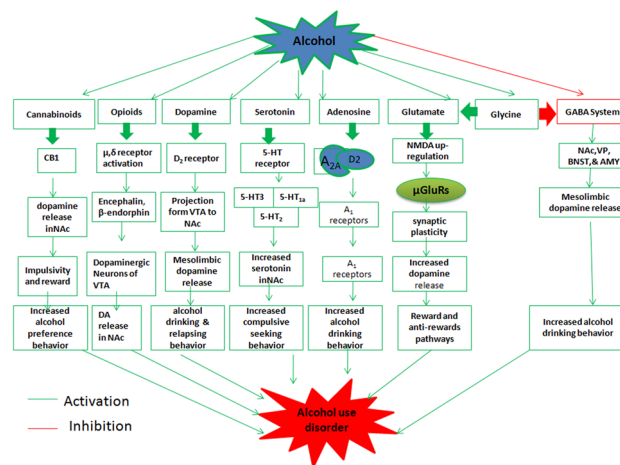 Alcohol
Cannabinoids
Opioids
Dopamine
Serotonin
Adenosine
Glutamate
Glycine
GABA System
CB1
μ,δ receptor
activation
D2 receptor
5-HT
receptor
A2A
D2
NMDA up-
regulation
NAc,VP,
BNST,& AMY
μGluRs
dopamine
release
inNAc
Encephalin,
β-endorphin
Projection
form VTA to
NAc
5-HT3
5-HT1a
5-HT2
A1
receptors
synaptic
plasticity
Mesolimbic
dopamine release
Impulsivity
and reward
Dopaminergic
Neurons of
VTA
Mesolimbic
dopamine
release
Increased
serotonin
inNAc
A1
receptors
Increased
dopamine
release
Increased
alcohol
preference
behavior
DA
release
in NAc
alcohol
drinking &
relapsing
behavior
Increased
compulsive
seeking
behavior
Increased
alcohol
drinking
behavior
Reward and
anti-rewards
pathways
Increased alcohol
drinking behavior
Activation
Inhibition
Alcohol use
disorder